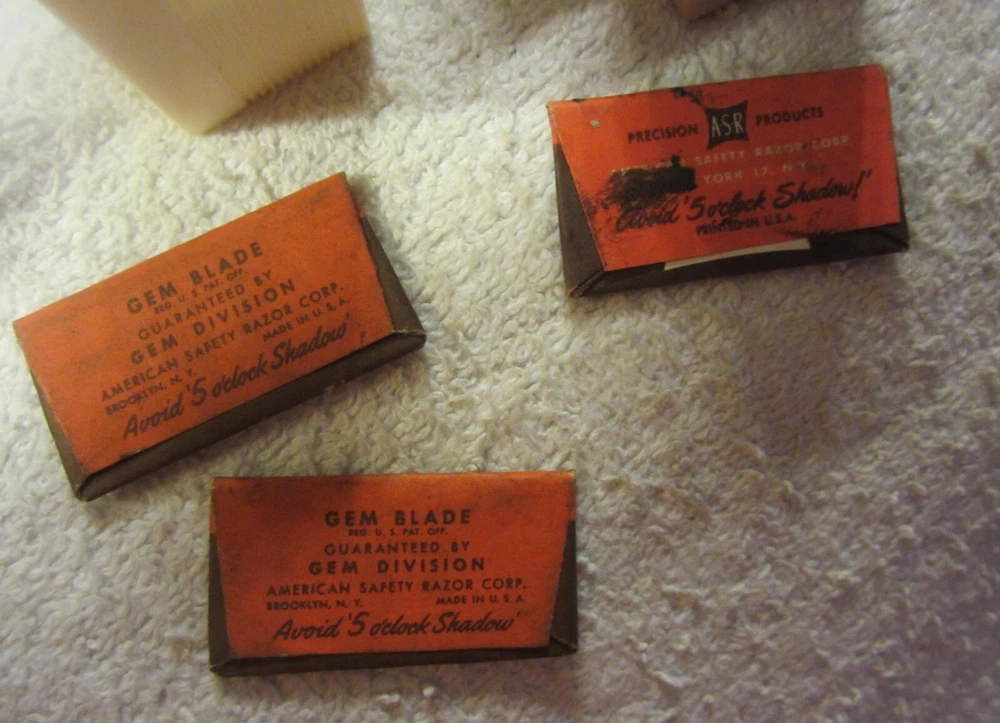 PRECISION ASR PRODUCTS
SAFETY RAZOR CORP.
YORK 17, N.Y.
Avoid '5 o'clock Shadow!'
PRINTED IN U.S.A.
GEM BLADE
REG. U. S. PAT. OFF.
GUARANTEED BY
GEM DIVISION
AMERICAN SAFETY RAZOR CORP.
BROOKLYN, N. Y. MADE IN U. S. A.
Avoid '5 o'clock Shadow'
GEM BLADE
REG. U. S. PAT. OFF.
GUARANTEED BY
GEM DIVISION
AMERICAN SAFETY RAZOR CORP.
BROOKLYN, N. Y. MADE IN U. S. A.
Avoid '5 o'clock Shadow'